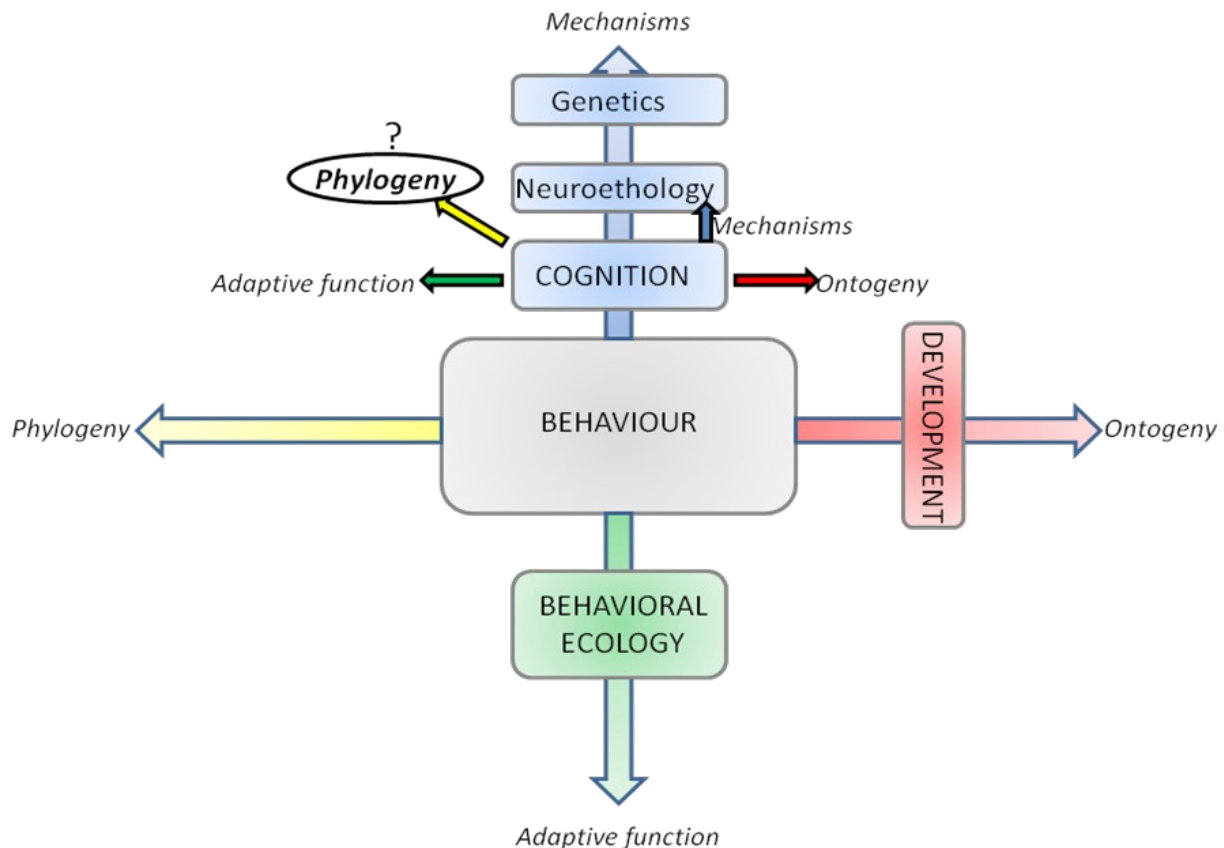 Mechanisms
Genetics
?
Phylogeny
Neuroethology
Mechanisms
COGNITION
Adaptive function
Ontogeny
DEVELOPMENT
BEHAVIOUR
Phylogeny
Ontogeny
BEHAVIORAL
ECOLOGY
Adaptive function